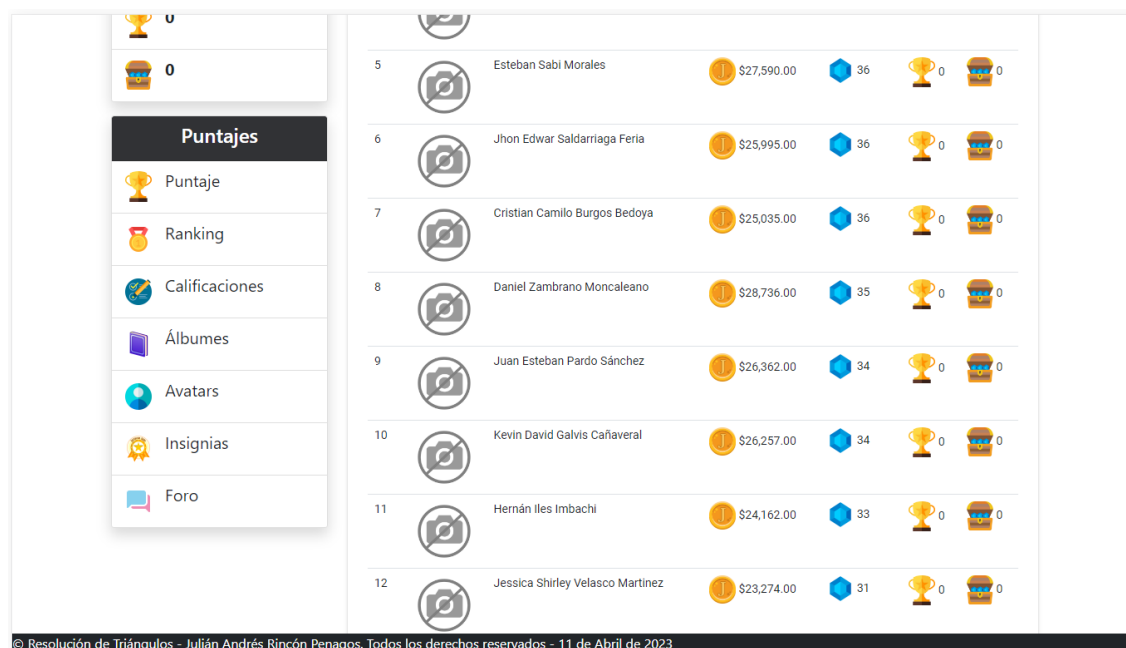 0
0
Puntajes
Puntaje
Ranking
Calificaciones
Álbumes
Avatars
Insignias
Foro
5 Esteban Sabi Morales $27,590.00 36 0 0
6 Jhon Edwar Saldarriaga Feria $25,995.00 36 0 0
7 Cristian Camilo Burgos Bedoya $25,035.00 36 0 0
8 Daniel Zambrano Moncaleano $28,736.00 35 0 0
9 Juan Esteban Pardo Sánchez $26,362.00 34 0 0
10 Kevin David Galvis Cañaveral $26,257.00 34 0 0
11 Hernán Iles Imbachi $24,162.00 33 0 0
12 Jessica Shirley Velasco Martinez $23,274.00 31 0 0
© Resolución de Triángulos - Julián Andrés Rincón Penagos. Todos los derechos reservados - 11 de Abril de 2023